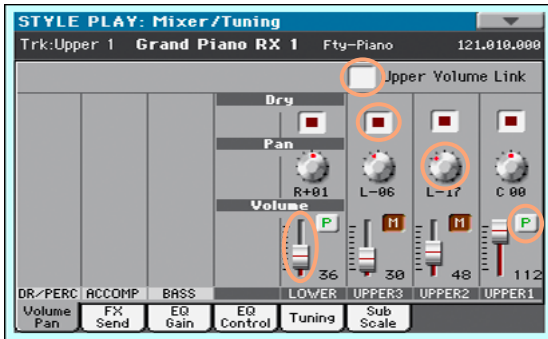 STYLE PLAY: Mixer/Tuning
Trk:Upper 1 Grand Piano RX 1 Fty-Piano 121.010.000
Upper Volume Link
Dry
Pan
R+01 L-06 L-17 C 00
Volume
P M M P
36 30 48 112
DR/PERC ACCOMP BASS LOWER UPPER3 UPPER2 UPPER1
Volume Pan FX Send EQ Gain EQ Control Tuning Sub Scale